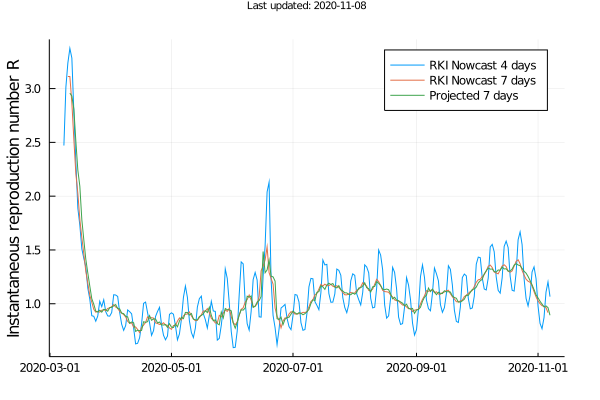 Last updated: 2020-11-08
Instantaneous reproduction number R
3.0
2.5
2.0
1.5
1.0
RKI Nowcast 4 days
RKI Nowcast 7 days
Projected 7 days
2020-03-01
2020-05-01
2020-07-01
2020-09-01
2020-11-01